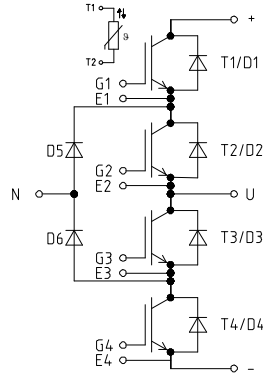 T1
ϑ
T2
+
G1
T1/D1
E1
D5
G2
T2/D2
E2
N
U
D6
G3
T3/D3
E3
G4
T4/D4
E4
-